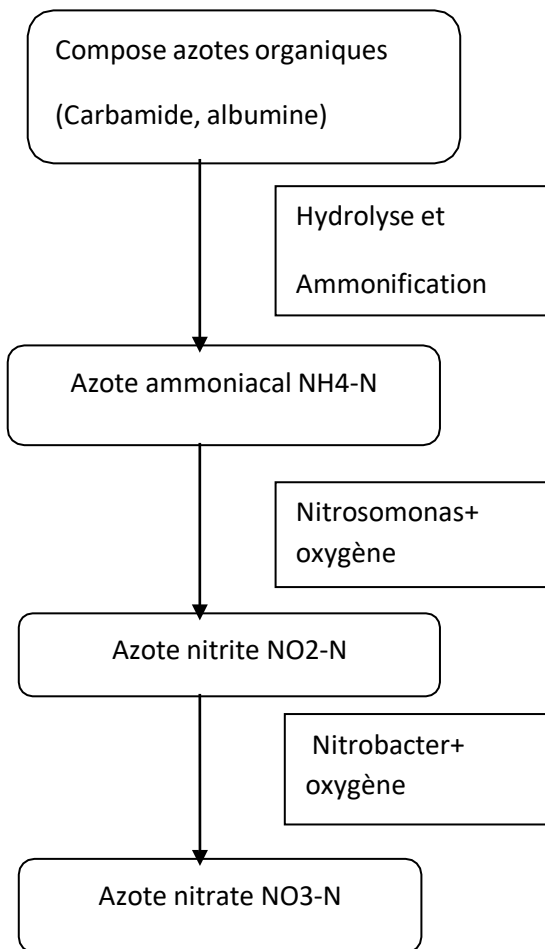 Compose azotes organiques
(Carbamide, albumine)
Hydrolyse et
Ammonification
Azote ammoniacal NH4-N
Nitrosomonas+
oxygène
Azote nitrite NO2-N
Nitrobacter+
oxygène
Azote nitrate NO3-N